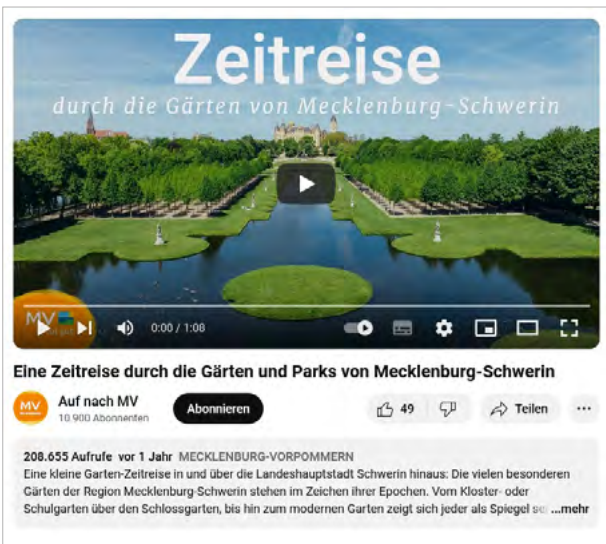 Zeitreise
durch die Gärten von Mecklenburg-Schwerin
MV
0:00 / 1:08
Eine Zeitreise durch die Gärten und Parks von Mecklenburg-Schwerin
MV
Auf nach MV
10 900 Abonnenten
Abonnieren
49
Teilen
208.655 Aufrufe vor 1 Jahr MECKLENBURG-VORPOMMERN
Eine kleine Garten-Zeitreise in und über die Landeshauptstadt Schwerin hinaus: Die vielen besonderen
Gärten der Region Mecklenburg-Schwerin stehen im Zeichen ihrer Epochen. Vom Kloster- oder
Schulgarten über den Schlossgarten, bis hin zum modernen Garten zeigt sich jeder als Spiegel ...mehr